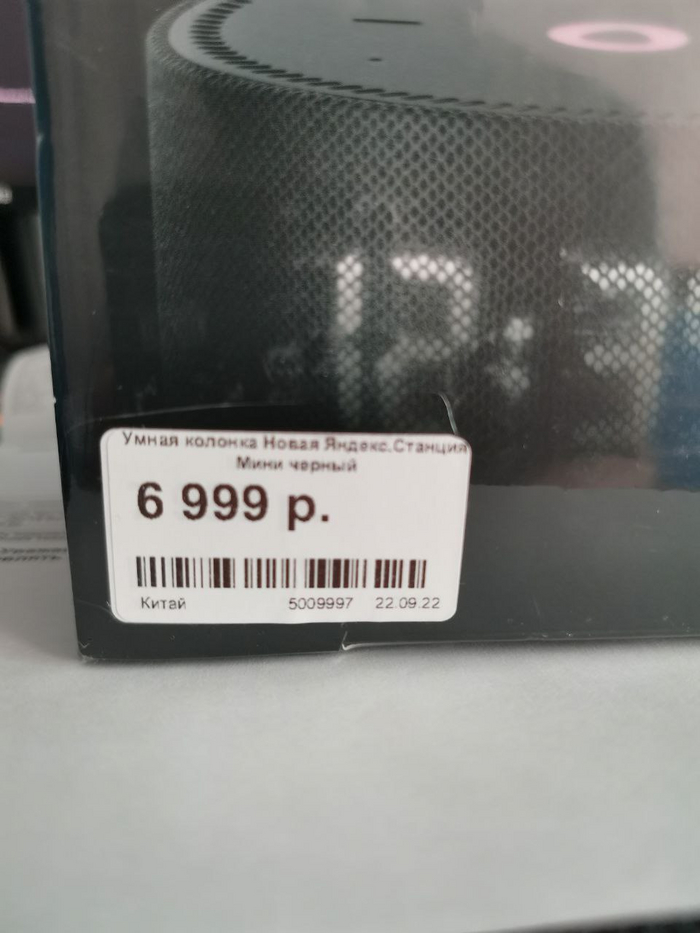 Умная колонка Новая Яндекс.Станция
Мини черный
6 999 р.
Китай 5009997 22.09.22